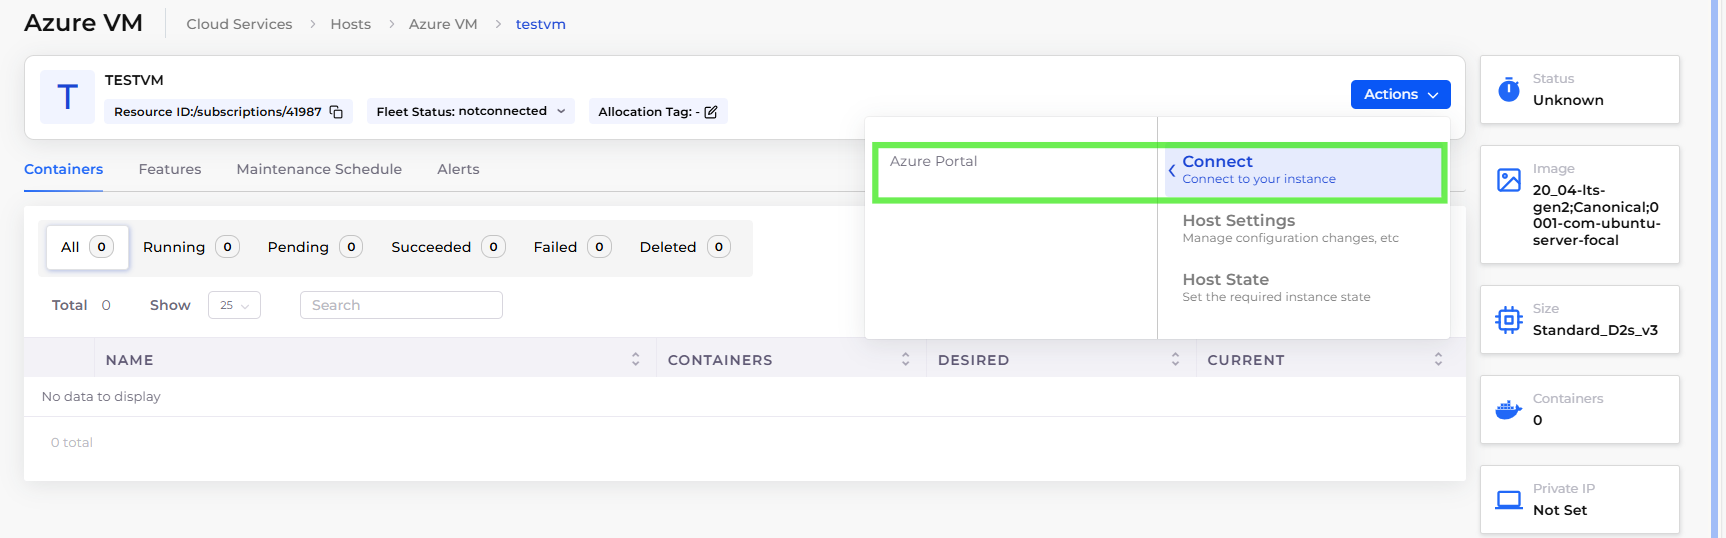 Azure VM
Cloud Services > Hosts > Azure VM > testvm
T
TESTVM
Resource ID:/subscriptions/41987
Fleet Status: notconnected
Allocation Tag: -
Actions
Azure Portal
Connect
Connect to your instance
Host Settings
Manage configuration changes, etc
Host State
Set the required instance state
Containers Features Maintenance Schedule Alerts
All 0 Running 0 Pending 0 Succeeded 0 Failed 0 Deleted 0
Total 0 Show 25 Search
NAME CONTAINERS DESIRED CURRENT
No data to display
0 total
Status
Unknown
Image
20_04-lts-
gen2;Canonical;0
001-com-ubuntu-
server-focal
Size
Standard_D2s_v3
Containers
0
Private IP
Not Set